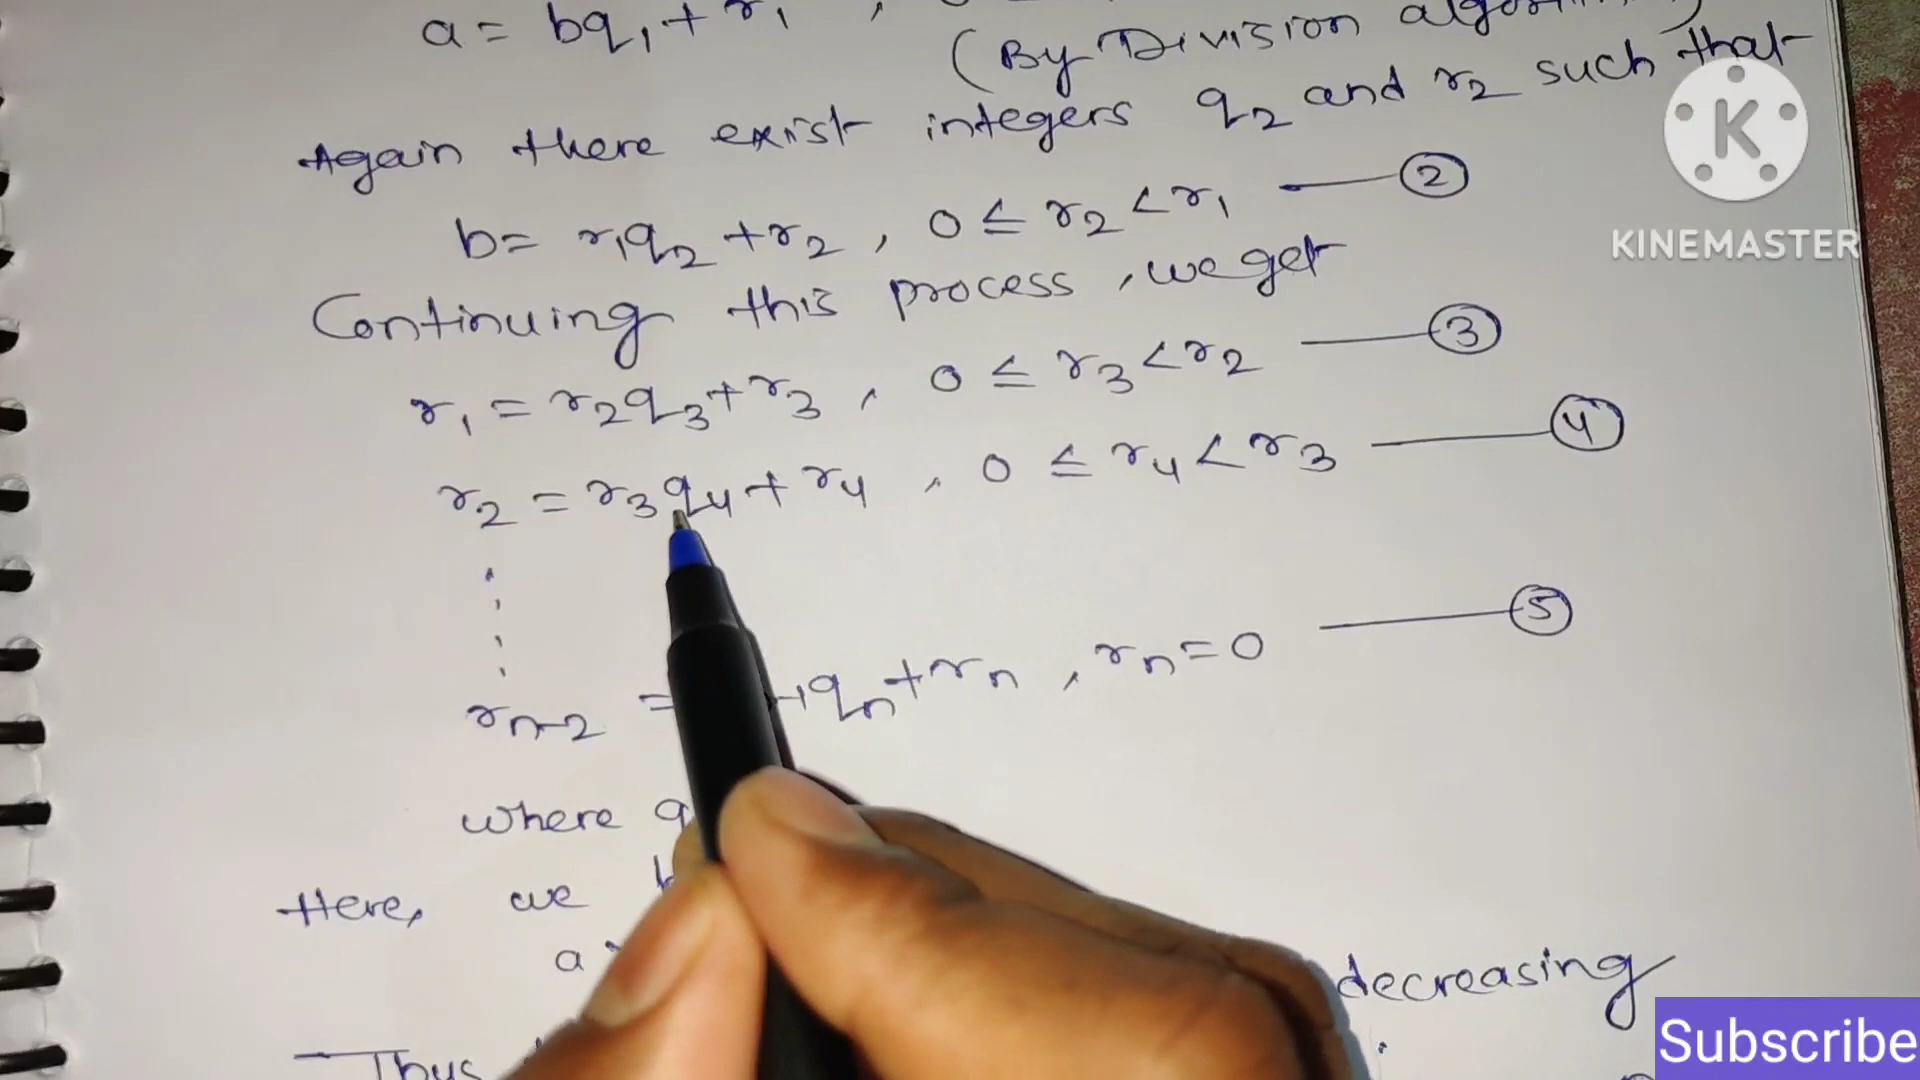 a = bq₁ + r₁ ,
(By Division
Again there exist integers q₂ and r₂ such that
b = r₁q₂ + r₂ , 0 ≤ r₂ < r₁ — ②
Continuing this process, we get
r₁ = r₂q₃ + r₃ , 0 ≤ r₃ < r₂ — ③
r₂ = r₃q₄ + r₄ , 0 ≤ r₄ < r₃ — ④
rₙ₋₂ = qₙ + rₙ , rₙ = 0 — ⑤
where q
Here, we
a decreasing
Thus
K
KINEMASTER
Subscribe